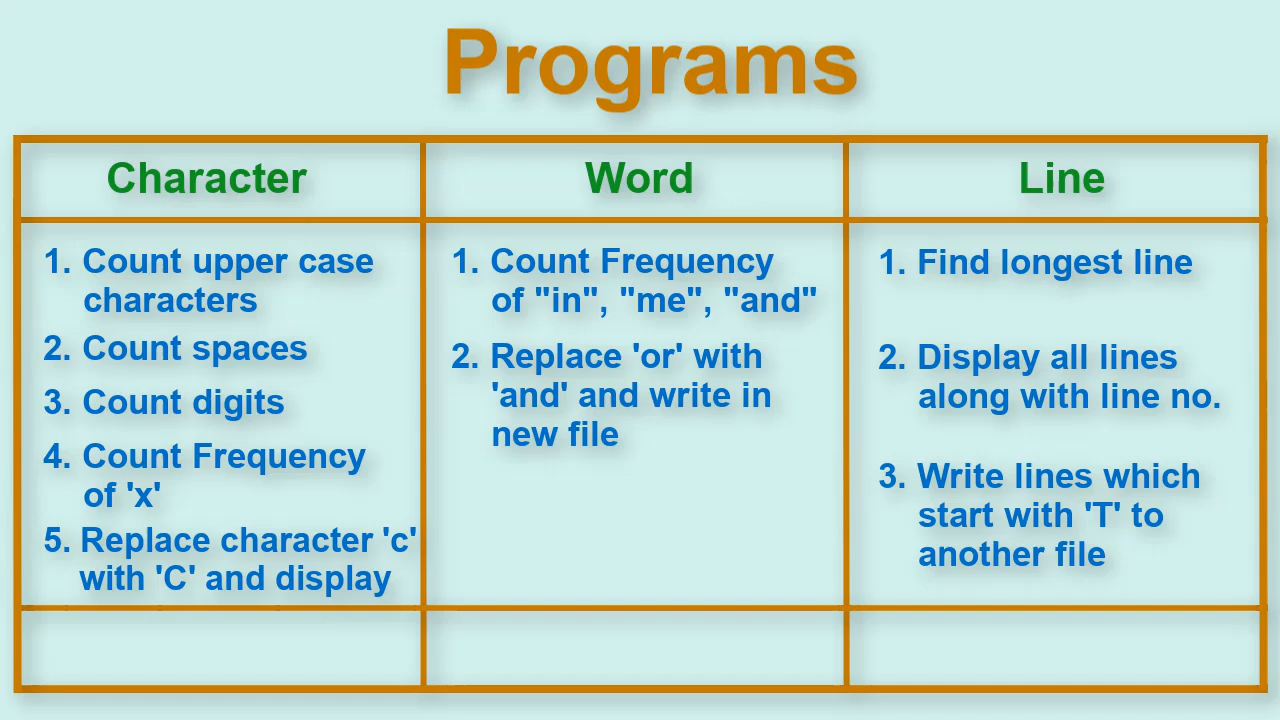 Programs
Character
Word
Line
1. Count upper case
characters
2. Count spaces
3. Count digits
4. Count Frequency
of 'x'
5. Replace character 'c'
with 'C' and display
1. Count Frequency
of "in", "me", "and"
2. Replace 'or' with
'and' and write in
new file
1. Find longest line
2. Display all lines
along with line no.
3. Write lines which
start with 'T' to
another file